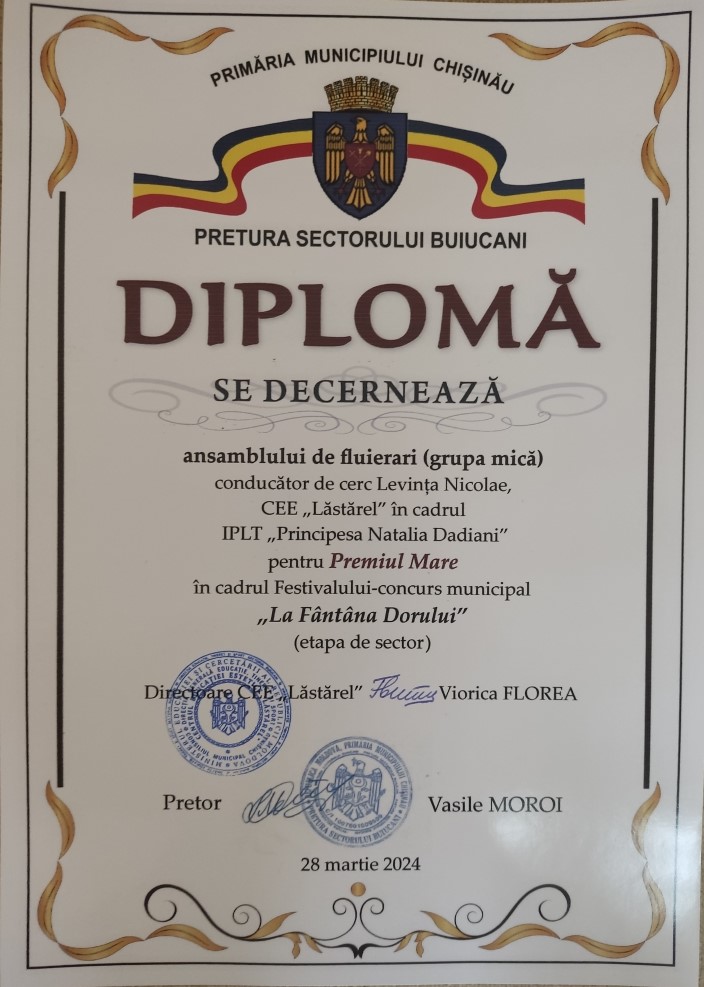 PRIMĂRIA MUNICIPIULUI CHIȘINĂU
PRETURA SECTORULUI BUIUCANI
DIPLOMĂ
SE DECERNEAZĂ
ansamblului de fluierari (grupa mică)
conducător de cerc Levința Nicolae,
CEE „Lăstărel” în cadrul
IPLT „Principesa Natalia Dadiani”
pentru Premiul Mare
în cadrul Festivalului-concurs municipal
„La Fântâna Dorului”
(etapa de sector)
Directoare CEE „Lăstărel” Viorica FLOREA
Pretor Vasile MOROI
28 martie 2024